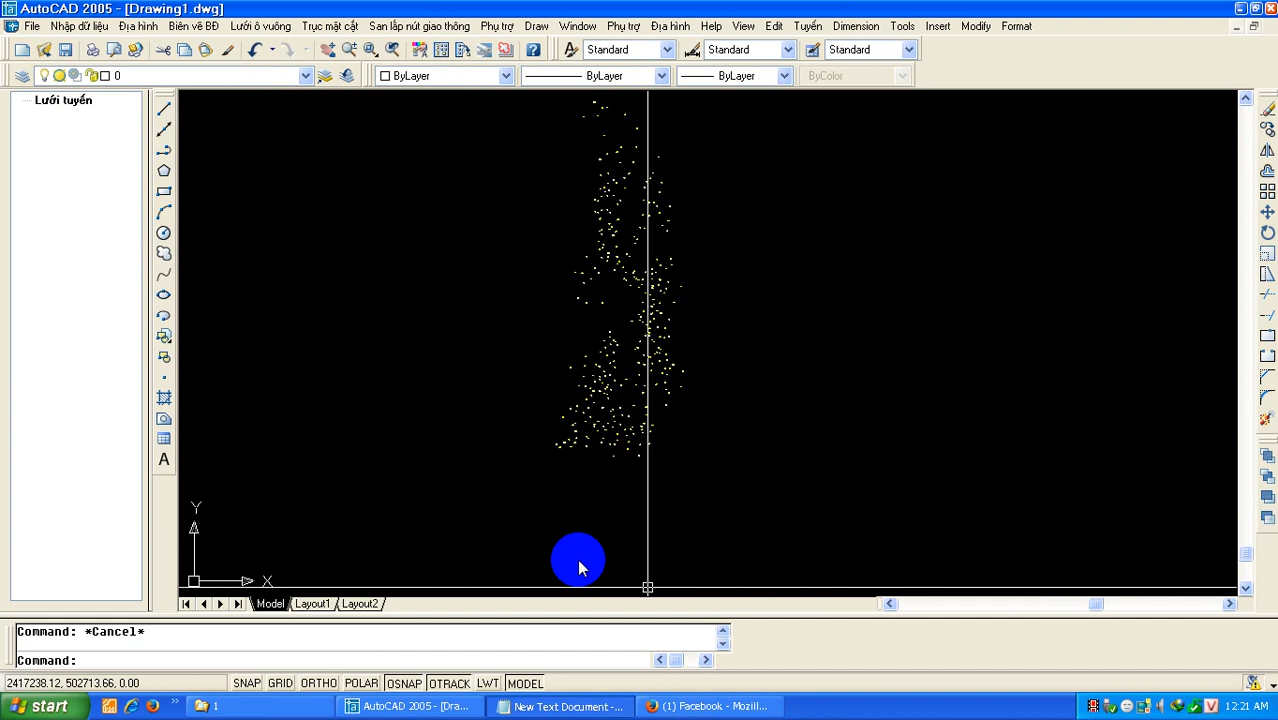 AutoCAD 2005 - [Drawing1.dwg]
File Nhập dữ liệu Địa hình Biên vẽ BĐ Lưới ô vuông Trục mặt cắt San lấp nút giao thông Phụ trợ Draw Window Phụ trợ Địa hình Help View Edit Tuyến Dimension Tools Insert Modify Format
Standard Standard Standard
0 ByLayer ByLayer ByLayer ByColor
Lưới tuyến
A
Y
X
Model Layout1 Layout2
Command: *Cancel*
Command:
2417238.12, 502713.66, 0.00 SNAP GRID ORTHO POLAR OSNAP OTRACK LWT MODEL
start 1 AutoCAD 2005 - [Dra... New Text Document -... (1) Facebook - Mozill... 12:21 AM